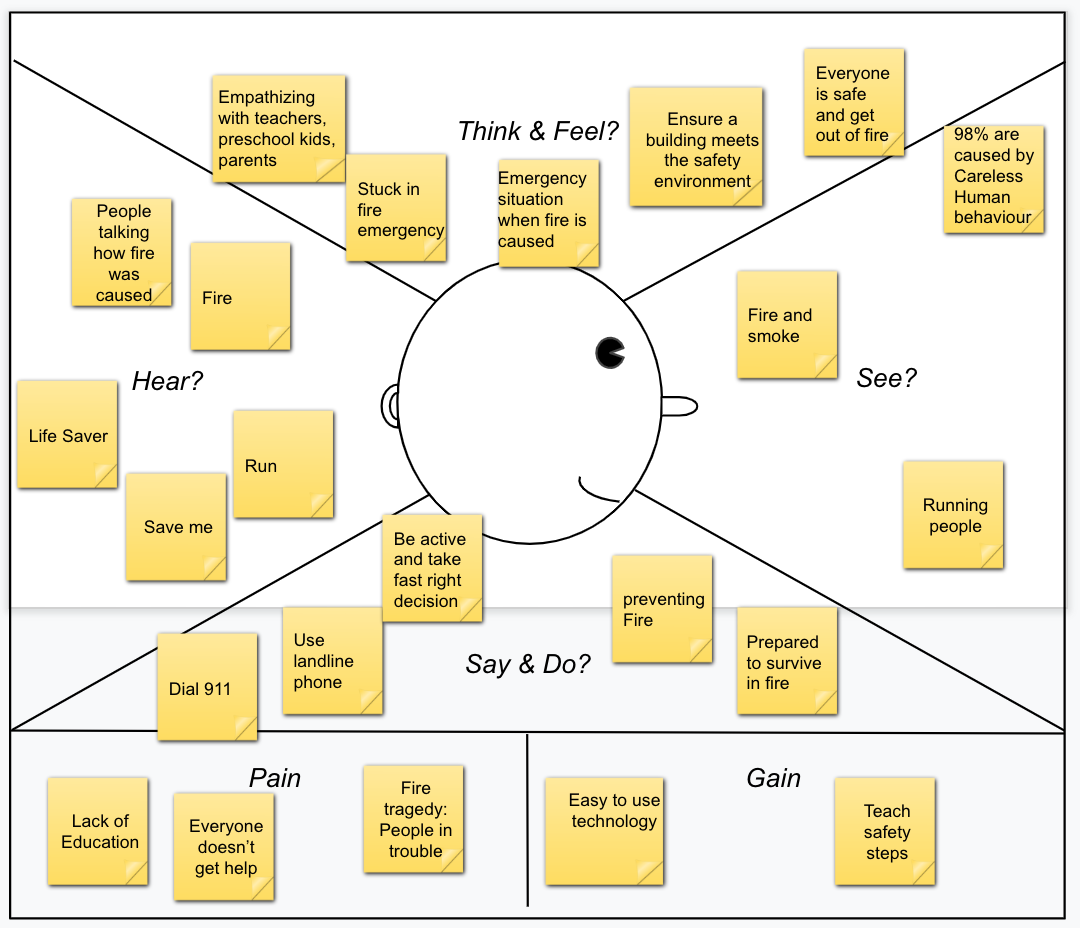 Think & Feel?
Empathizing
with teachers,
preschool kids,
parents
Stuck in
fire
emergency
Emergency
situation
when fire is
caused
Ensure a
building meets
the safety
environment
Everyone
is safe
and get
out of fire
98% are
caused by
Careless
Human
behaviour
Hear?
People
talking
how fire
was
caused
Fire
Life Saver
Run
Save me
See?
Fire and
smoke
Running
people
Say & Do?
Be active
and take
fast right
decision
Use
landline
phone
Dial 911
preventing
Fire
Prepared
to survive
in fire
Pain
Lack of
Education
Everyone
doesn’t
get help
Fire
tragedy:
People in
trouble
Gain
Easy to use
technology
Teach
safety
steps